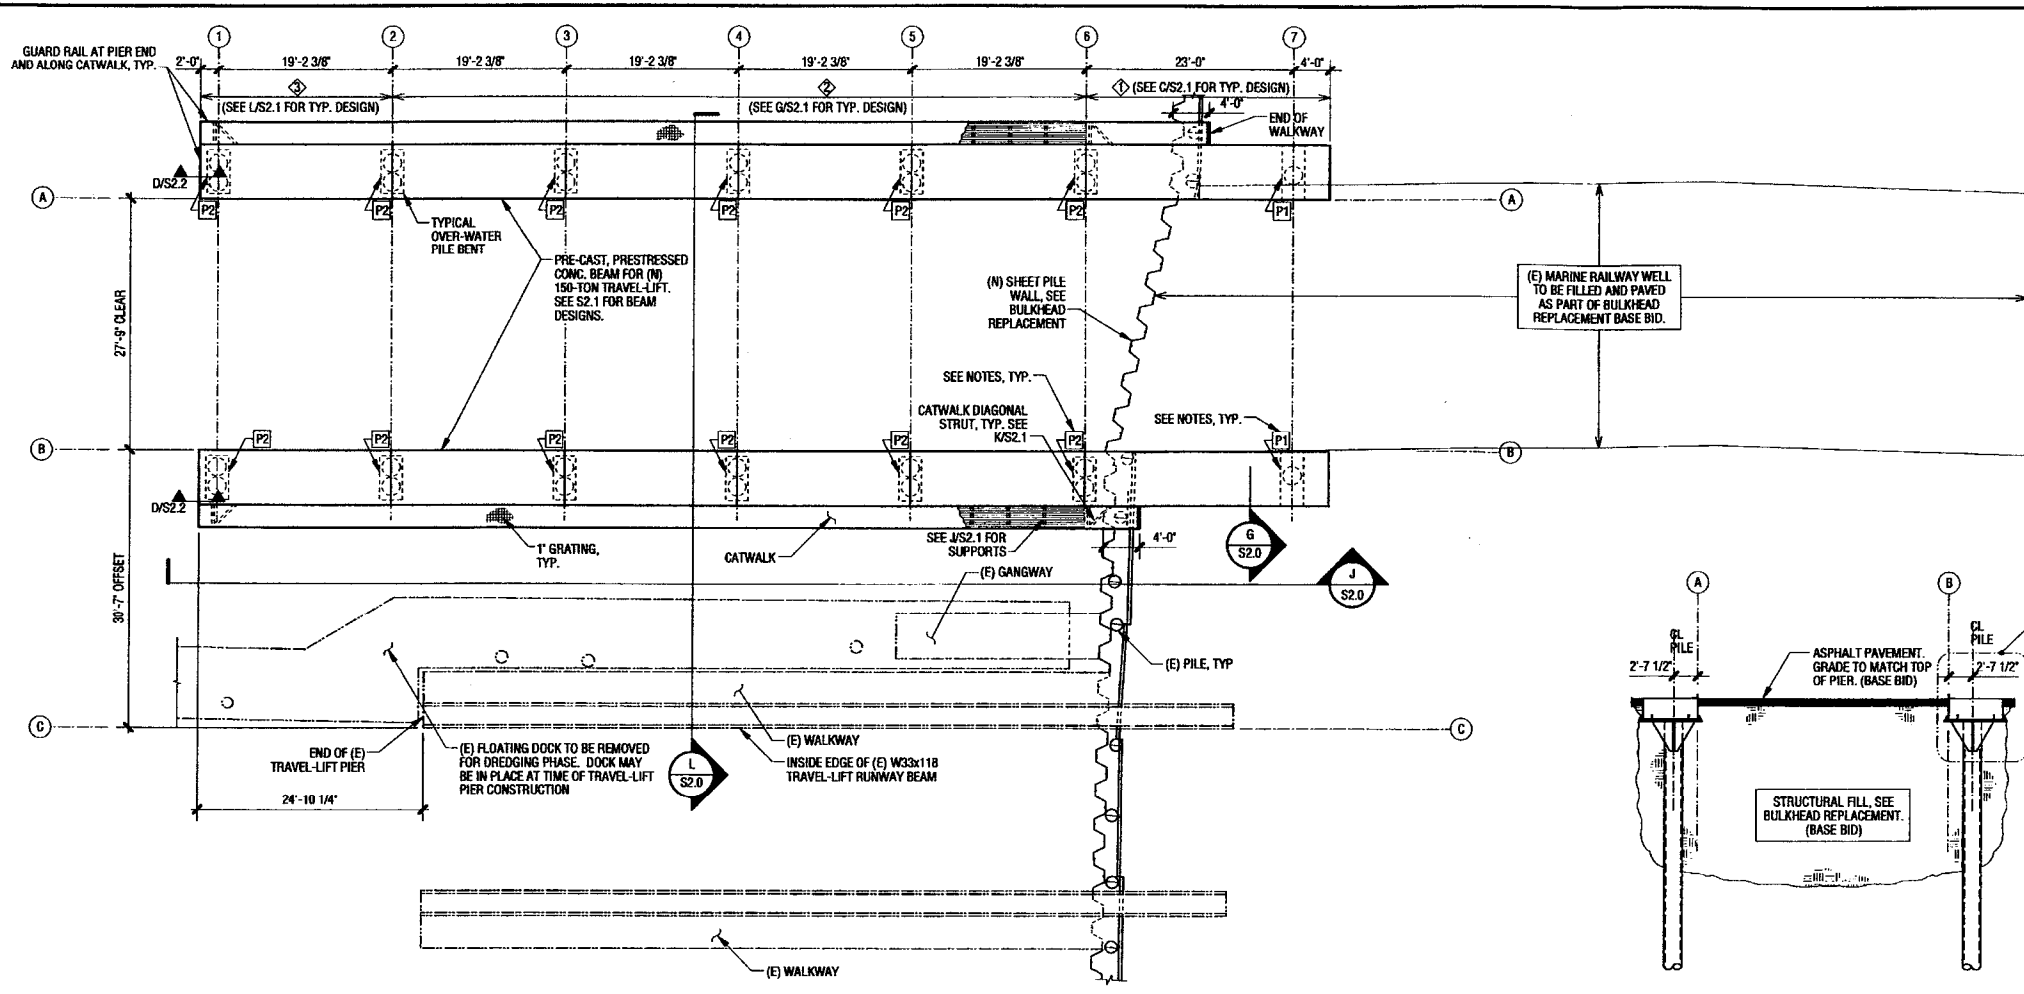 1
2
3
4
5
6
7
GUARD RAIL AT PIER END
AND ALONG CATWALK, TYP.
2'-0"
19'-2 3/8"
19'-2 3/8"
19'-2 3/8"
19'-2 3/8"
19'-2 3/8"
23'-0"
4'-0"
3
(SEE L/S2.1 FOR TYP. DESIGN)
2
(SEE G/S2.1 FOR TYP. DESIGN)
1
(SEE C/S2.1 FOR TYP. DESIGN)
4'-0"
END OF
WALKWAY
D/S2.2
A
P2
P2
P2
P2
P2
P2
P1
A
TYPICAL
OVER-WATER
PILE BENT
PRE-CAST, PRESTRESSED
CONC. BEAM FOR (N)
150-TON TRAVEL-LIFT.
SEE S2.1 FOR BEAM
DESIGNS.
27'-9" CLEAR
(N) SHEET PILE
WALL, SEE
BULKHEAD
REPLACEMENT
(E) MARINE RAILWAY WELL
TO BE FILLED AND PAVED
AS PART OF BULKHEAD
REPLACEMENT BASE BID.
SEE NOTES, TYP.
CATWALK DIAGONAL
STRUT, TYP. SEE
K/S2.1
SEE NOTES, TYP.
B
P2
P2
P2
P2
P2
P2
P1
B
D/S2.2
1" GRATING,
TYP.
CATWALK
SEE J/S2.1 FOR
SUPPORTS
4'-0"
G
S2.0
J
S2.0
(E) GANGWAY
30'-7" OFFSET
(E) PILE, TYP
C
C
END OF (E)
TRAVEL-LIFT PIER
(E) FLOATING DOCK TO BE REMOVED
FOR DREDGING PHASE. DOCK MAY
BE IN PLACE AT TIME OF TRAVEL-LIFT
PIER CONSTRUCTION
L
S2.0
(E) WALKWAY
INSIDE EDGE OF (E) W33x118
TRAVEL-LIFT RUNWAY BEAM
24'-10 1/4"
(E) WALKWAY
A
B
CL
PILE
CL
PILE
2'-7 1/2"
2'-7 1/2"
ASPHALT PAVEMENT.
GRADE TO MATCH TOP
OF PIER. (BASE BID)
STRUCTURAL FILL, SEE
BULKHEAD REPLACEMENT.
(BASE BID)